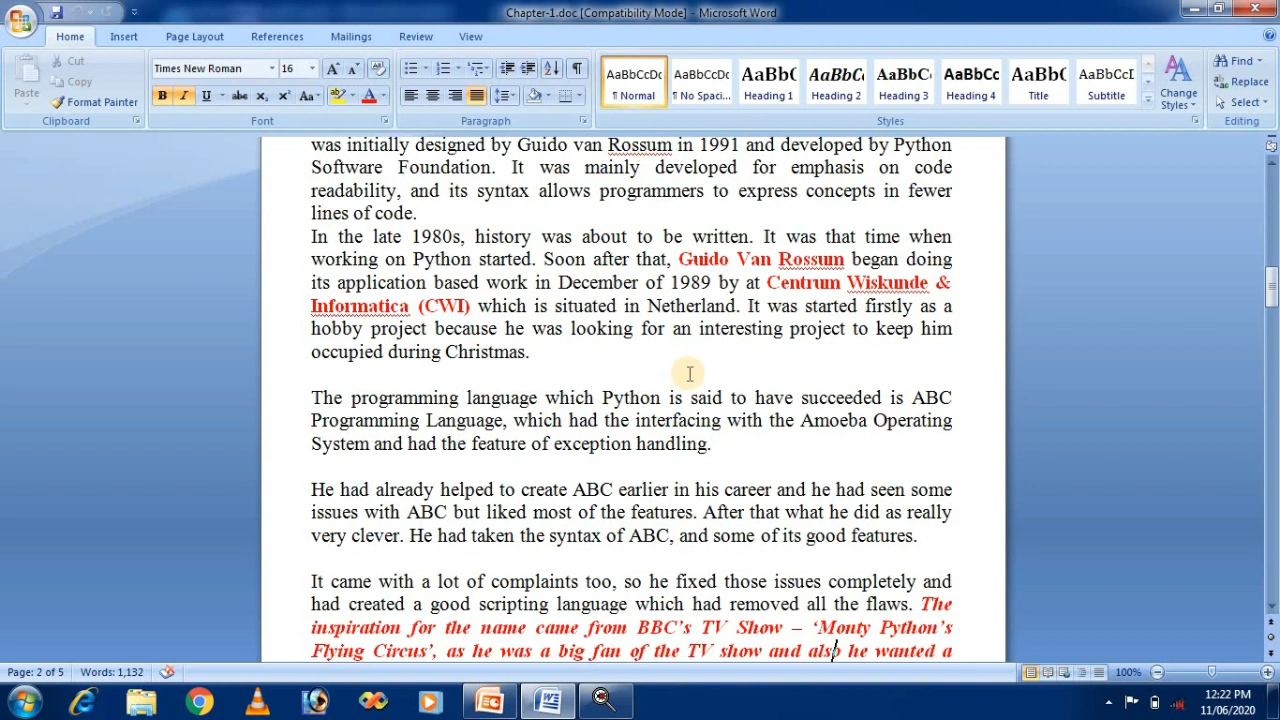 Chapter-1.doc [Compatibility Mode] - Microsoft Word
Home Insert Page Layout References Mailings Review View
Paste
Cut
Copy
Format Painter
Clipboard
Times New Roman 16
B I U abc x₂ x² Aa
Font
Paragraph
AaBbCcDc AaBbCcDc AaBb( AaBbC AaBb( AaBbCc AaBb( AaBbCcI
¶ Normal ¶ No Spaci... Heading 1 Heading 2 Heading 3 Heading 4 Title Subtitle
Change Styles
Styles
Find
Replace
Select
Editing
was initially designed by Guido van Rossum in 1991 and developed by Python
Software Foundation. It was mainly developed for emphasis on code
readability, and its syntax allows programmers to express concepts in fewer
lines of code.
In the late 1980s, history was about to be written. It was that time when
working on Python started. Soon after that, Guido Van Rossum began doing
its application based work in December of 1989 by at Centrum Wiskunde &
Informatica (CWI) which is situated in Netherland. It was started firstly as a
hobby project because he was looking for an interesting project to keep him
occupied during Christmas.
The programming language which Python is said to have succeeded is ABC
Programming Language, which had the interfacing with the Amoeba Operating
System and had the feature of exception handling.
He had already helped to create ABC earlier in his career and he had seen some
issues with ABC but liked most of the features. After that what he did as really
very clever. He had taken the syntax of ABC, and some of its good features.
It came with a lot of complaints too, so he fixed those issues completely and
had created a good scripting language which had removed all the flaws. The
inspiration for the name came from BBC's TV Show – 'Monty Python's
Flying Circus', as he was a big fan of the TV show and also he wanted a
Page: 2 of 5 Words: 1,132 100%
12:22 PM
11/06/2020